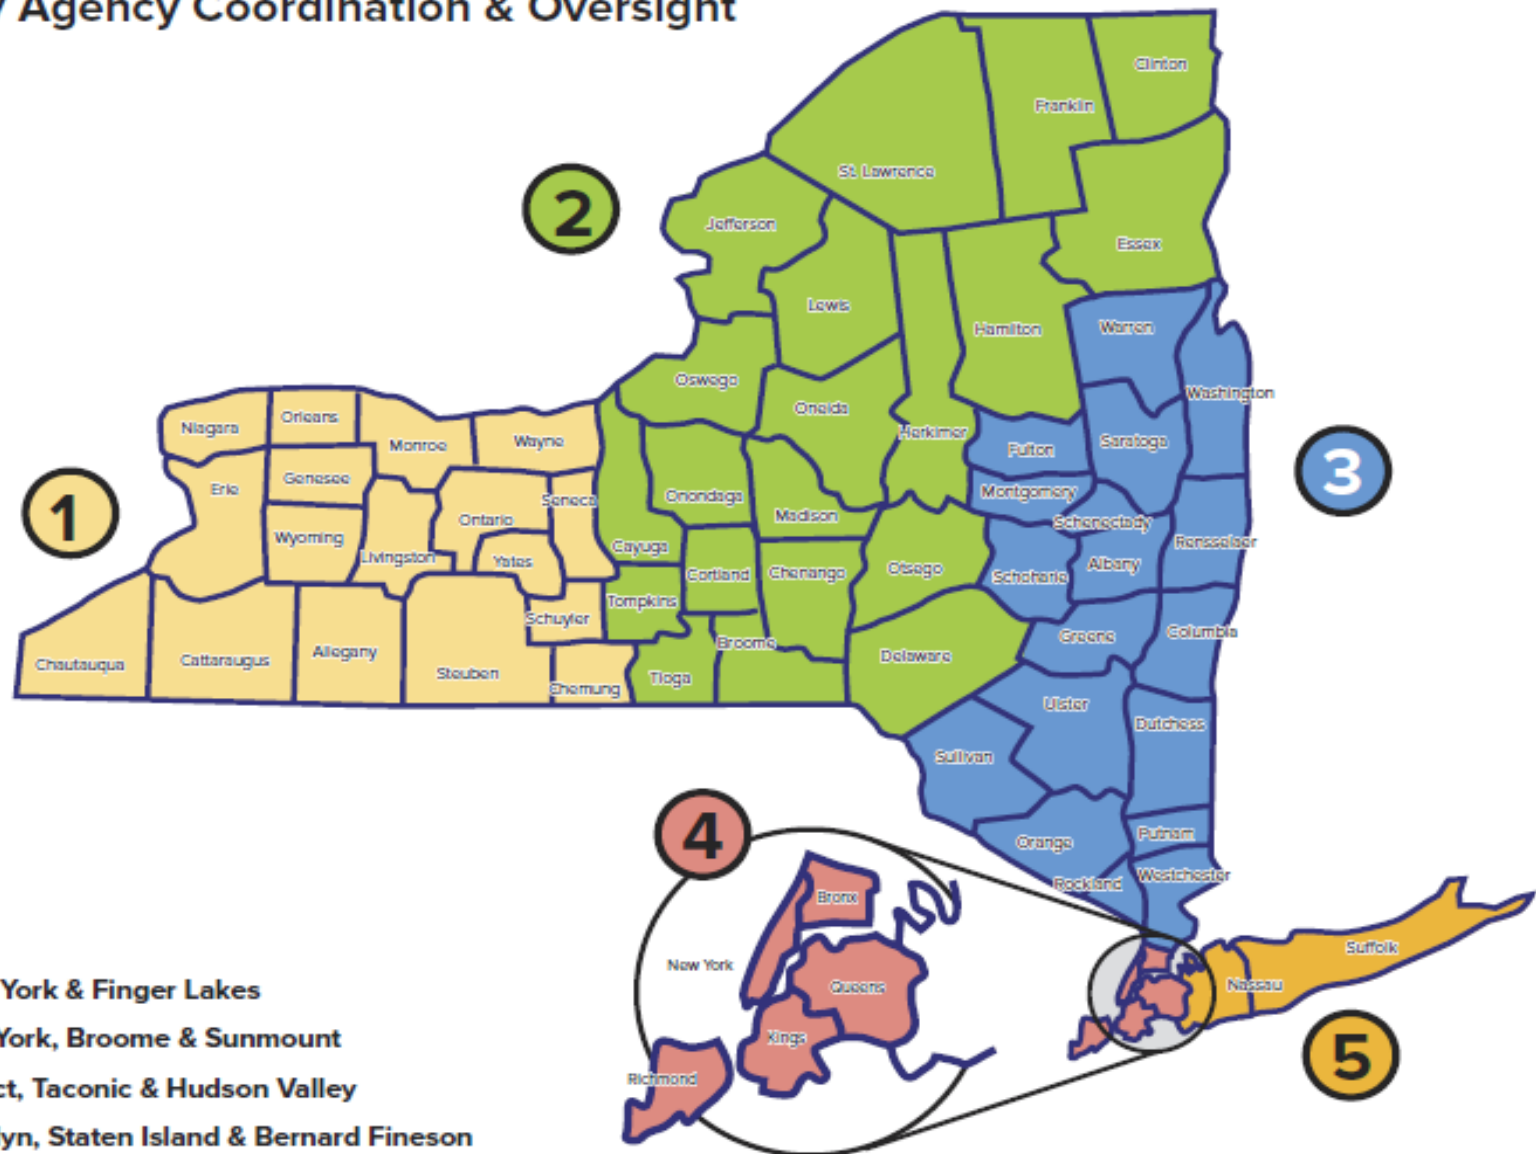 Agency Coordination & Oversight
Clinton
Franklin
St. Lawrence
2
Jefferson
Essex
Lewis
Warren
Hamilton
Oswego
Washington
Oneida
Orleans
Niagara
Herkimer
Wayne
Monroe
Saratoga
Fulton
3
Genesee
Erie
Seneca
Onondaga
Montgomery
1
Ontario
Madison
Schenectady
Wyoming
Rensselaer
Cayuga
Livingston
Yates
Albany
Otsego
Chenango
Cortland
Schoharie
Tompkins
Schuyler
Columbia
Greene
Broome
Allegany
Delaware
Cattaraugus
Chautauqua
Steuben
Tioga
Chemung
Ulster
Dutchess
Sullivan
4
Putnam
Orange
Westchester
Rockland
Bronx
Suffolk
New York
Nassau
Queens
York & Finger Lakes
Kings
York, Broome & Sunmount
5
Richmond
ct, Taconic & Hudson Valley
lyn, Staten Island & Bernard Fineson